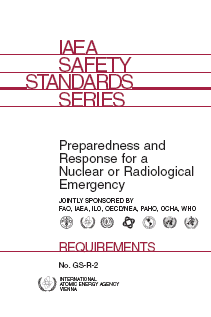 IAEA
SAFETY
STANDARDS
SERIES
Preparedness and
Response for a
Nuclear or Radiological
Emergency
JOINTLY SPONSORED BY
FAO, IAEA, ILO, OECD/NEA, PAHO, OCHA, WHO
REQUIREMENTS
No. GS-R-2
INTERNATIONAL
ATOMIC ENERGY AGENCY
VIENNA